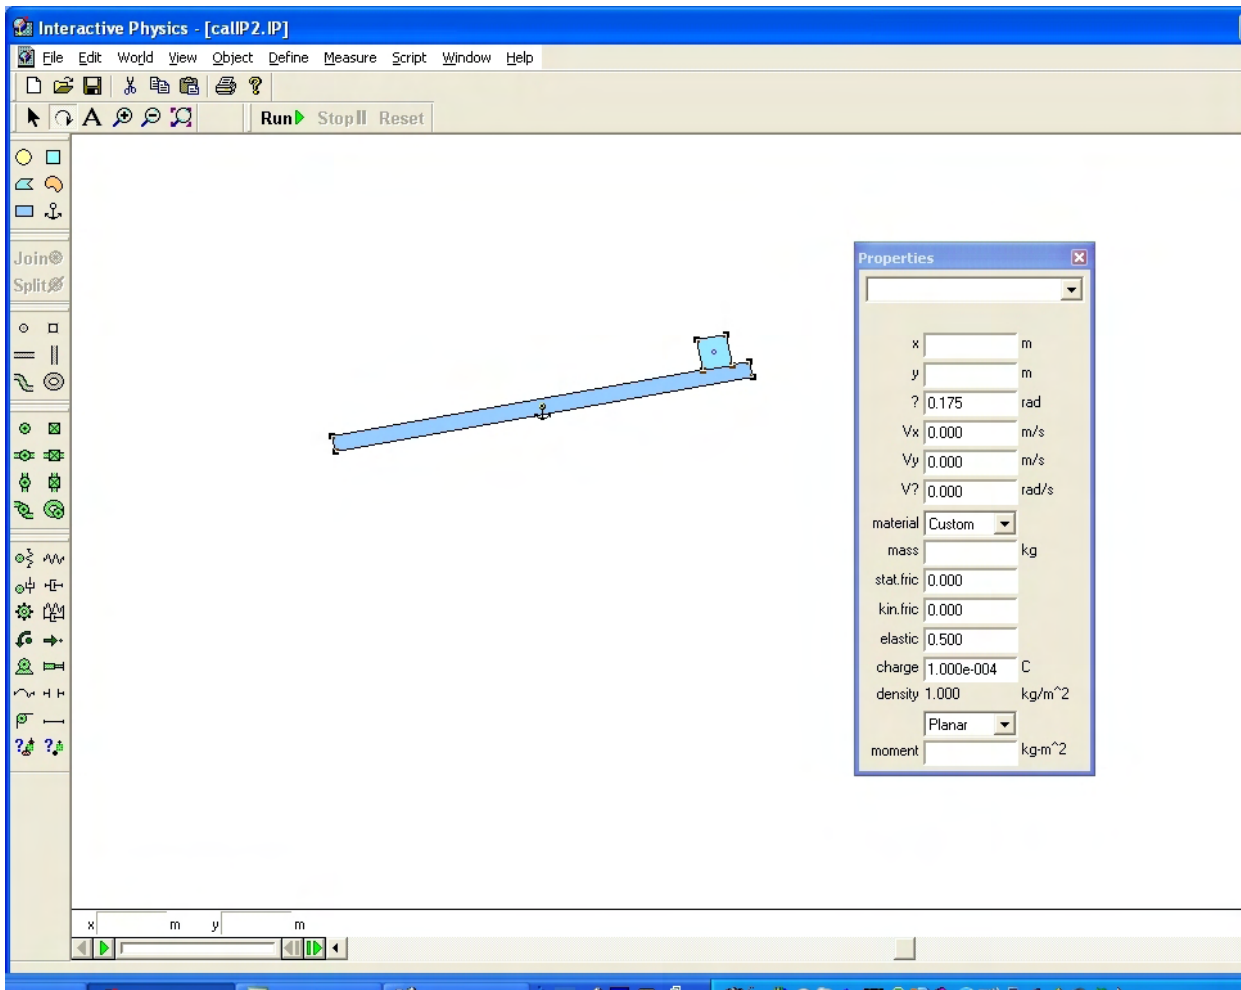 Interactive Physics - [calIP2.IP]
File Edit World View Object Define Measure Script Window Help
Run Stop Reset
Join
Split
Properties
x m
y m
? 0.175 rad
Vx 0.000 m/s
Vy 0.000 m/s
V? 0.000 rad/s
material Custom
mass kg
stat.fric 0.000
kin.fric 0.000
elastic 0.500
charge 1.000e-004 C
density 1.000 kg/m^2
Planar
moment kg-m^2
x m y m